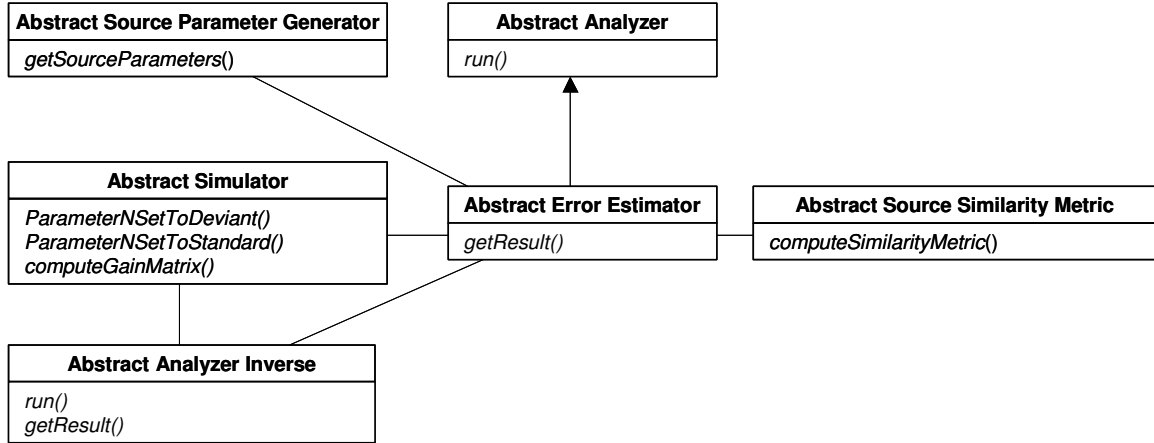 Abstract Source Parameter Generator
getSourceParameters()
Abstract Analyzer
run()
Abstract Simulator
ParameterNSetToDeviant()
ParameterNSetToStandard()
computeGainMatrix()
Abstract Error Estimator
getResult()
Abstract Source Similarity Metric
computeSimilarityMetric()
Abstract Analyzer Inverse
run()
getResult()